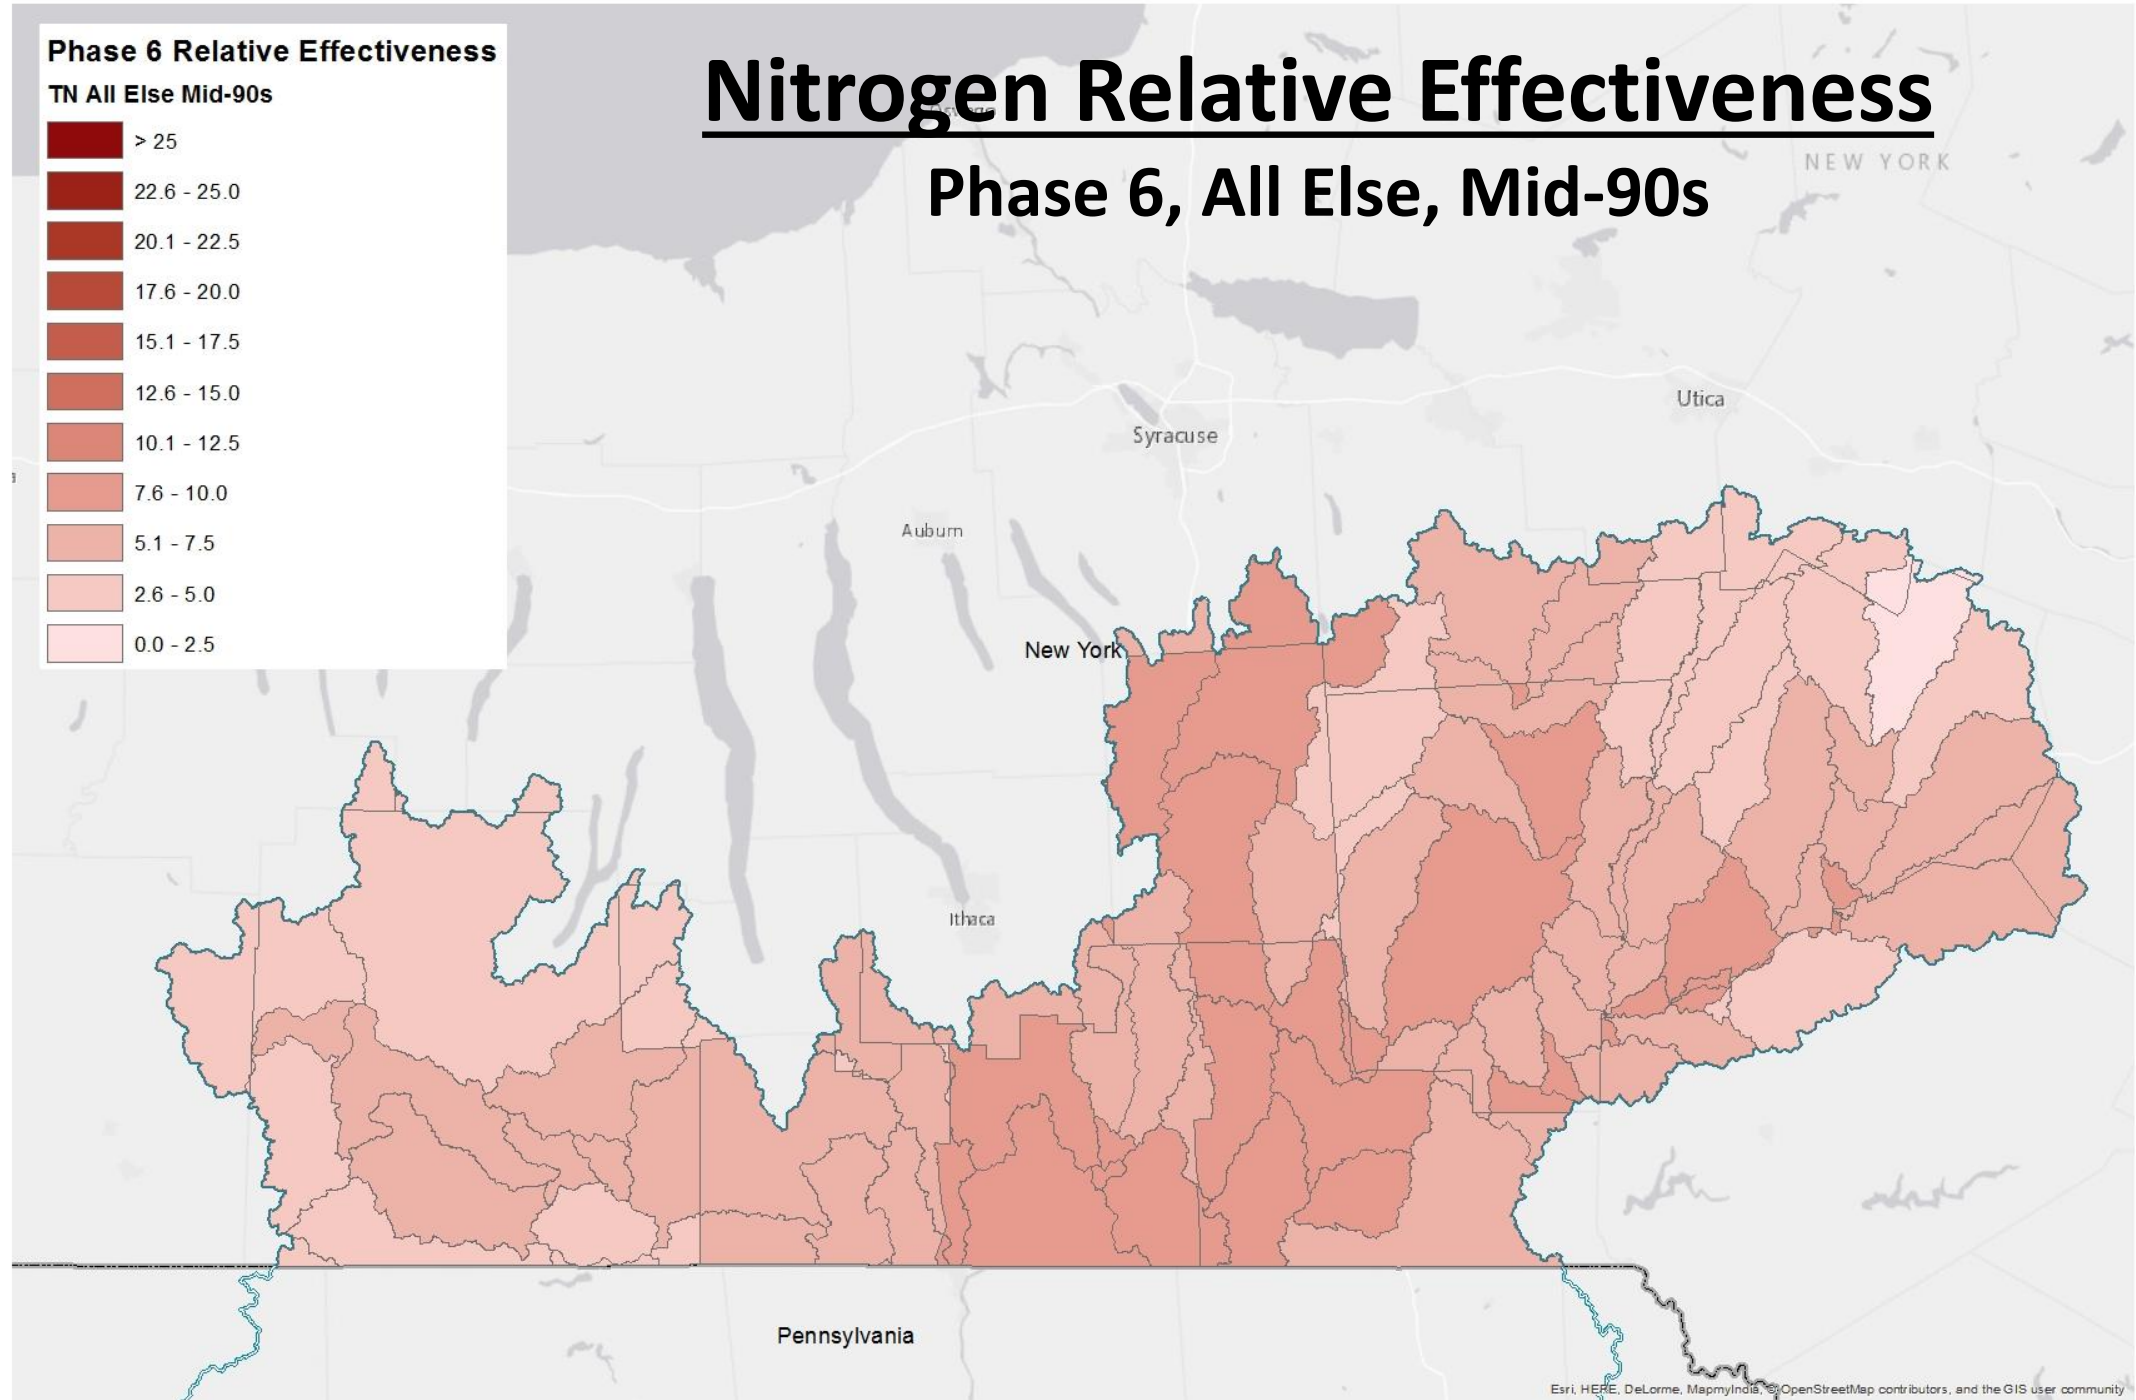 Phase 6 Relative Effectiveness
TN All Else Mid-90s
> 25
22.6 - 25.0
20.1 - 22.5
17.6 - 20.0
15.1 - 17.5
12.6 - 15.0
10.1 - 12.5
7.6 - 10.0
5.1 - 7.5
2.6 - 5.0
0.0 - 2.5
Nitrogen Relative Effectiveness
Phase 6, All Else, Mid-90s
NEW YORK
Utica
Syracuse
Auburn
New York
Ithaca
Pennsylvania
Esri, HERE, DeLorme, MapmyIndia, © OpenStreetMap contributors, and the GIS user community